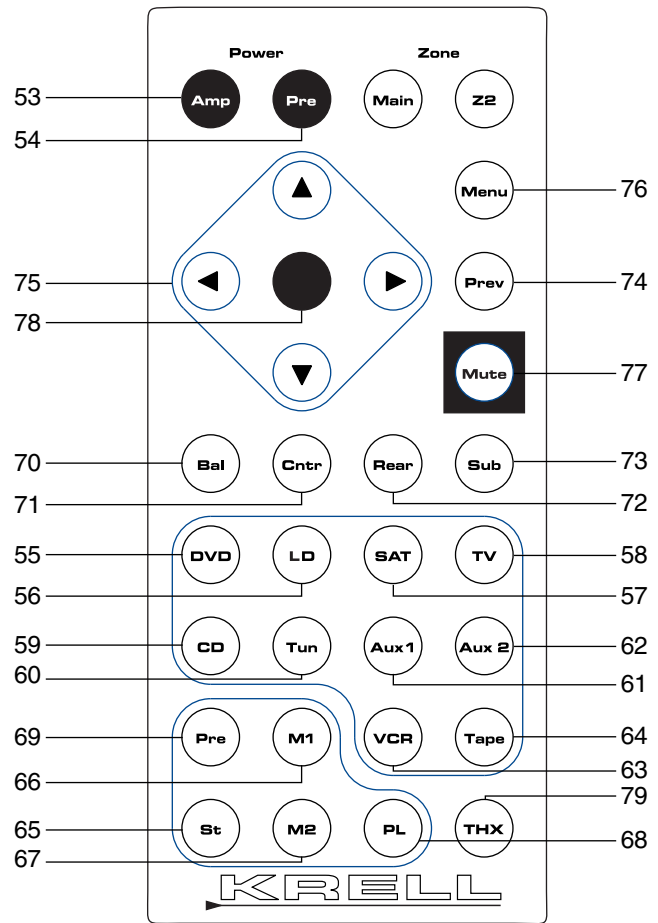 Power Zone
53 Amp Pre Main Z2
54
Menu 76
75 Prev 74
78
Mute 77
70 Bal Cntr Rear Sub 73
71 72
55 DVD LD SAT TV 58
56 57
59 CD Tun Aux1 Aux 2 62
60 61
69 Pre M1 VCR Tape 64
66 63
79
65 St M2 PL THX
67 68
KRELL